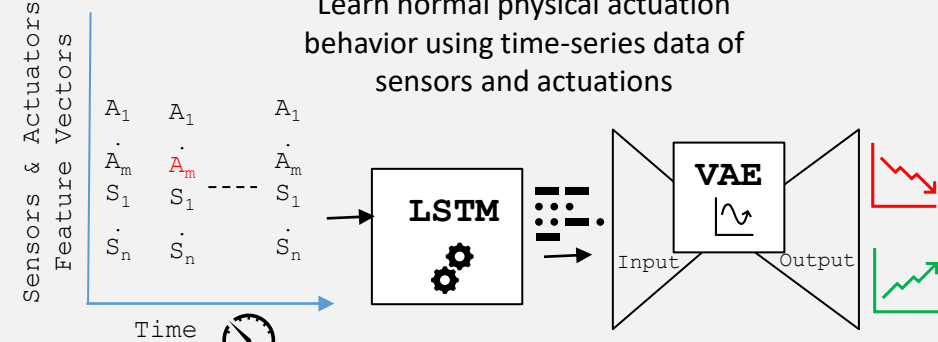 Learn normal physical actuation
behavior using time-series data of
sensors and actuations
Sensors & Actuators
Feature Vectors
A1 A1 A1
. . .
Am Am Am
S1 S1 ---- S1
. . .
Sn Sn Sn
Time
LSTM
VAE
Input
Output